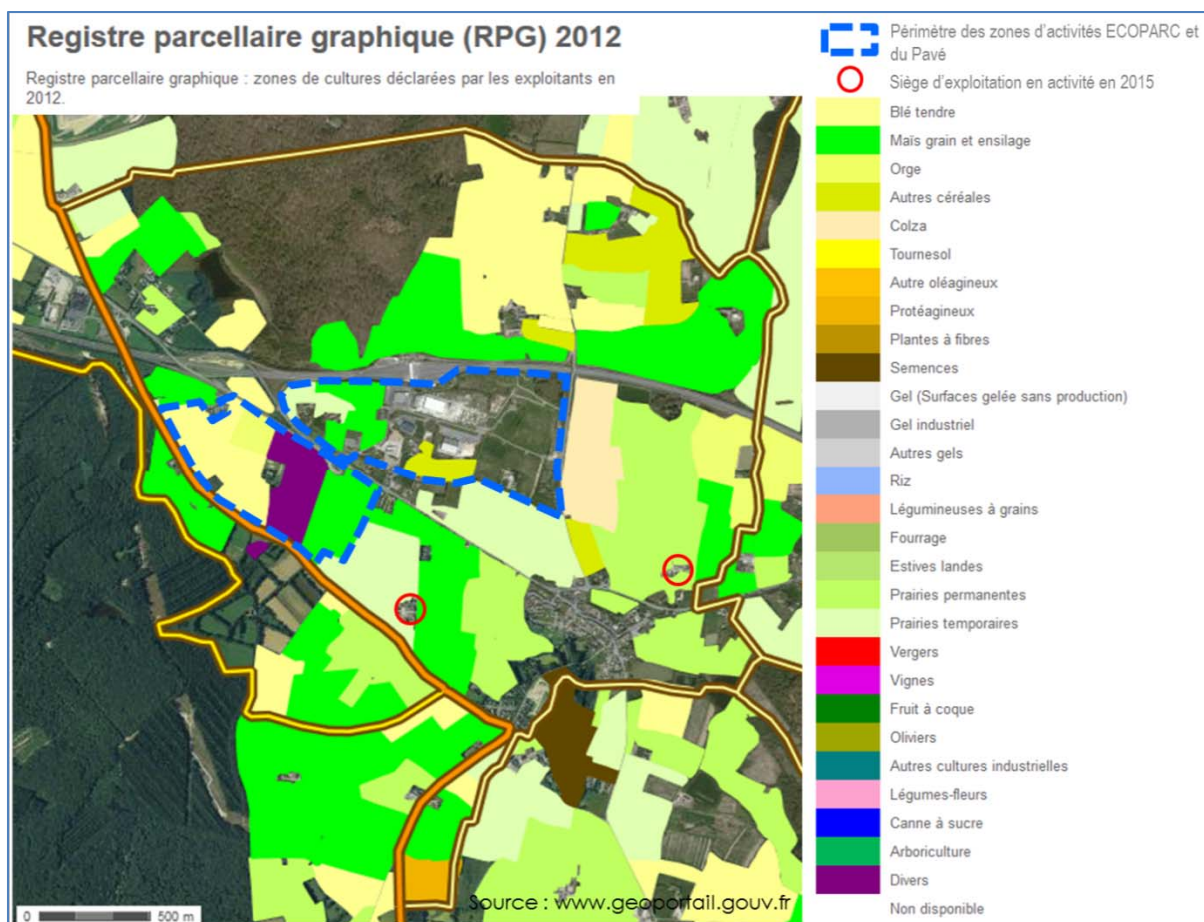 Registre parcellaire graphique (RPG) 2012
Registre parcellaire graphique : zones de cultures déclarées par les exploitants en
2012.
Périmètre des zones d'activités ECOPARC et
du Pavé
Siège d'exploitation en activité en 2015
Blé tendre
Maïs grain et ensilage
Orge
Autres céréales
Colza
Tournesol
Autre oléagineux
Protéagineux
Plantes à fibres
Semences
Gel (Surfaces gelée sans production)
Gel industriel
Autres gels
Riz
Légumineuses à grains
Fourrage
Estives landes
Prairies permanentes
Prairies temporaires
Vergers
Vignes
Fruit à coque
Oliviers
Autres cultures industrielles
Légumes-fleurs
Canne à sucre
Arboriculture
Divers
Non disponible
0 500 m
Source : www.geoportail.gouv.fr